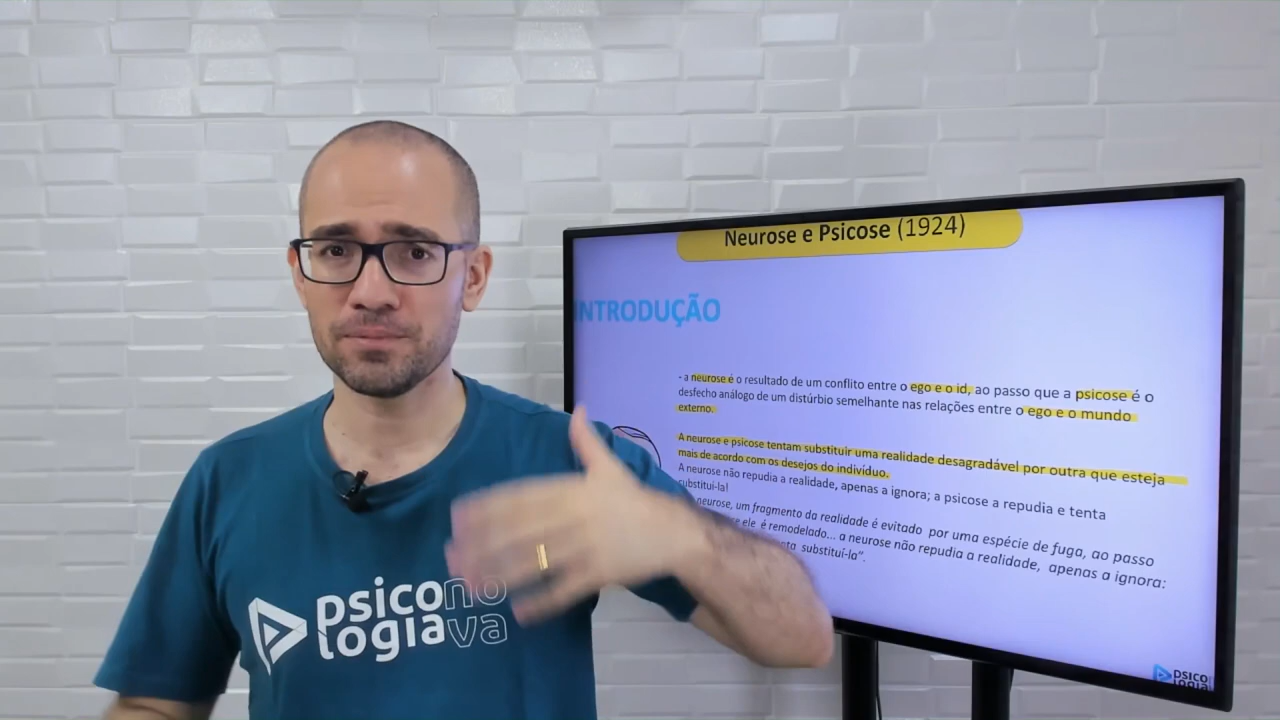 Neurose e Psicose (1924)
INTRODUÇÃO
- a neurose é o resultado de um conflito entre o ego e o id, ao passo que a psicose é o
desfecho análogo de um distúrbio semelhante nas relações entre o ego e o mundo
externo.
A neurose e psicose tentam substituir uma realidade desagradável por outra que esteja
mais de acordo com os desejos do indivíduo.
A neurose não repudia a realidade, apenas a ignora; a psicose a repudia e tenta
substituí-la!
neurose, um fragmento da realidade é evitado por uma espécie de fuga, ao passo
ele é remodelado... a neurose não repudia a realidade, apenas a ignora:
substituí-la".
psicono
logiava
psico
logia